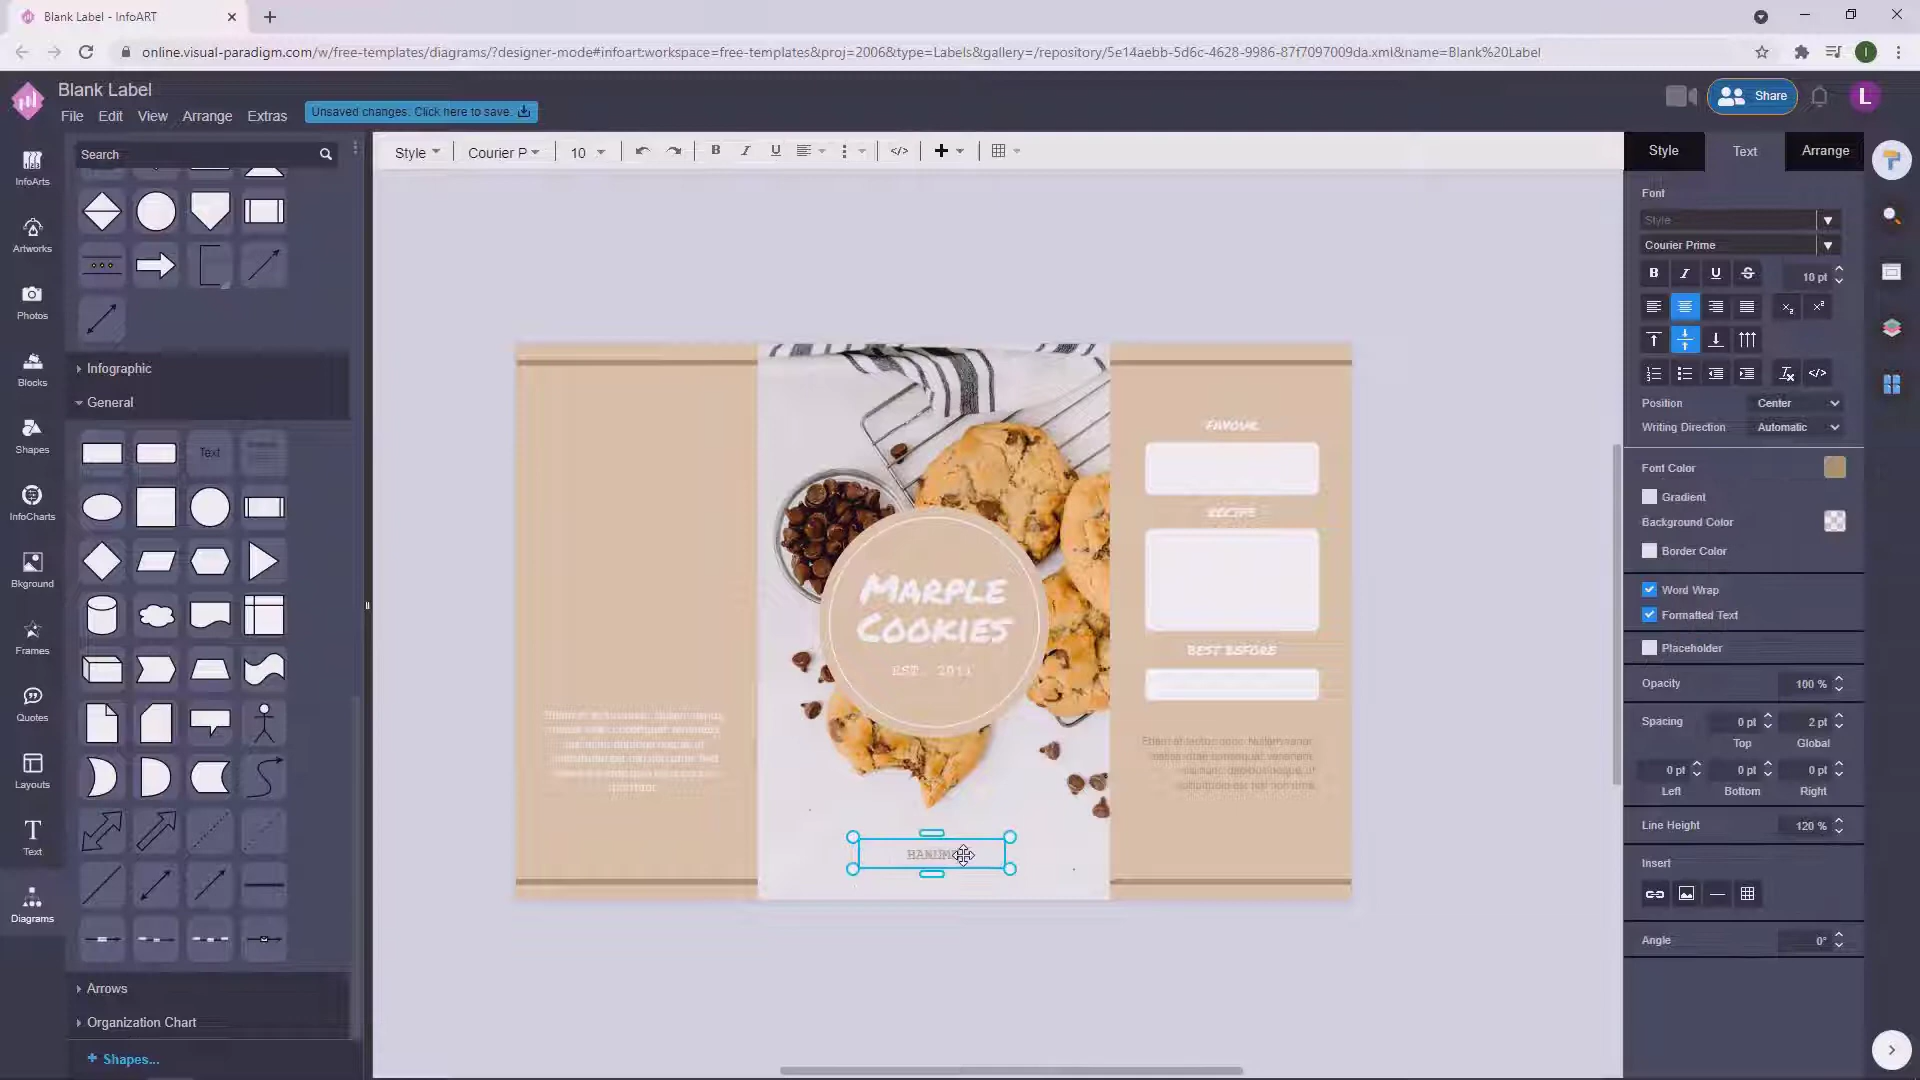 Blank Label - InfoART
online.visual-paradigm.com/w/free-templates/diagrams/?designer-mode#infoart:workspace=free-templates&proj=2006&type=Labels&gallery=/repository/5e14aebb-5d6c-4628-9986-87f7097009da.xml&name=Blank%20Label
I
Blank Label
File Edit View Arrange Extras
Unsaved changes. Click here to save.
Share
L
InfoArts
Artworks
Photos
Blocks
Shapes
InfoCharts
Bkground
Frames
Quotes
Layouts
Text
Diagrams
Search
Infographic
General
Text
Arrows
Organization Chart
+ Shapes...
Style
Courier P
10
B I U
MARPLE
COOKIES
EST. 2011
FAVOUR
RECIPE
BEST BEFORE
Style Text Arrange
Font
Style
Courier Prime
B I U S
10 pt
Position Center
Writing Direction Automatic
Font Color
Gradient
Background Color
Border Color
Word Wrap
Formatted Text
Placeholder
Opacity 100 %
Spacing 0 pt 2 pt
Top Global
0 pt 0 pt 0 pt
Left Bottom Right
Line Height 120 %
Insert
Angle 0°